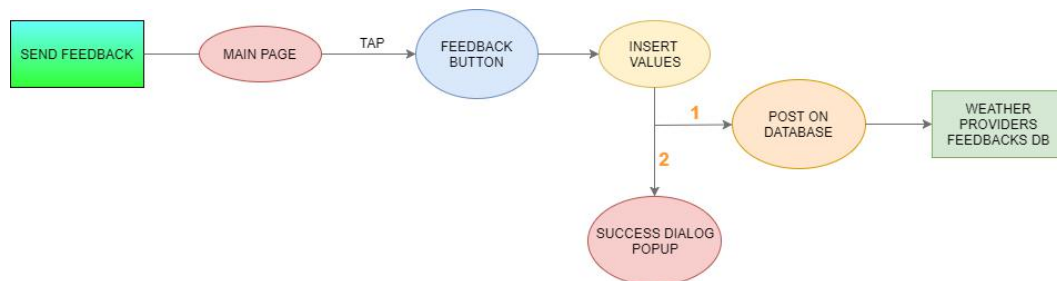 SEND FEEDBACK
MAIN PAGE
TAP
FEEDBACK
BUTTON
INSERT
VALUES
1
POST ON
DATABASE
WEATHER
PROVIDERS
FEEDBACKS DB
2
SUCCESS DIALOG
POPUP